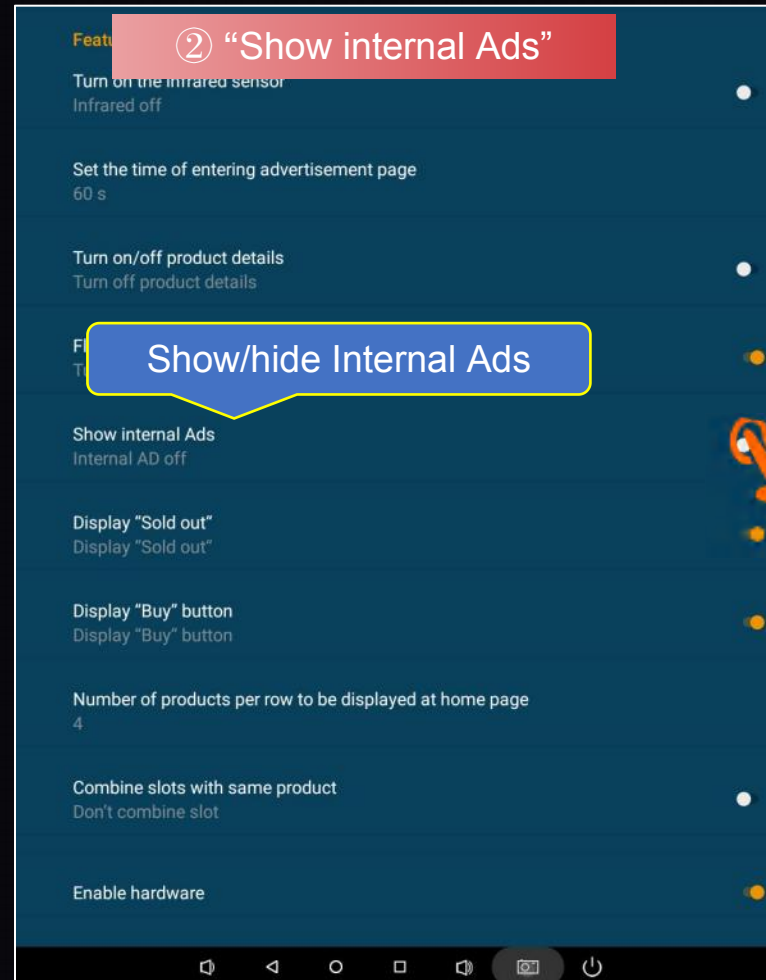 ② “Show internal Ads”
Turn on the infrared sensor
Infrared off
Set the time of entering advertisement page
60 s
Turn on/off product details
Turn off product details
Show/hide Internal Ads
Show internal Ads
Internal AD off
Display “Sold out”
Display “Sold out”
Display “Buy” button
Display “Buy” button
Number of products per row to be displayed at home page
4
Combine slots with same product
Don't combine slot
Enable hardware